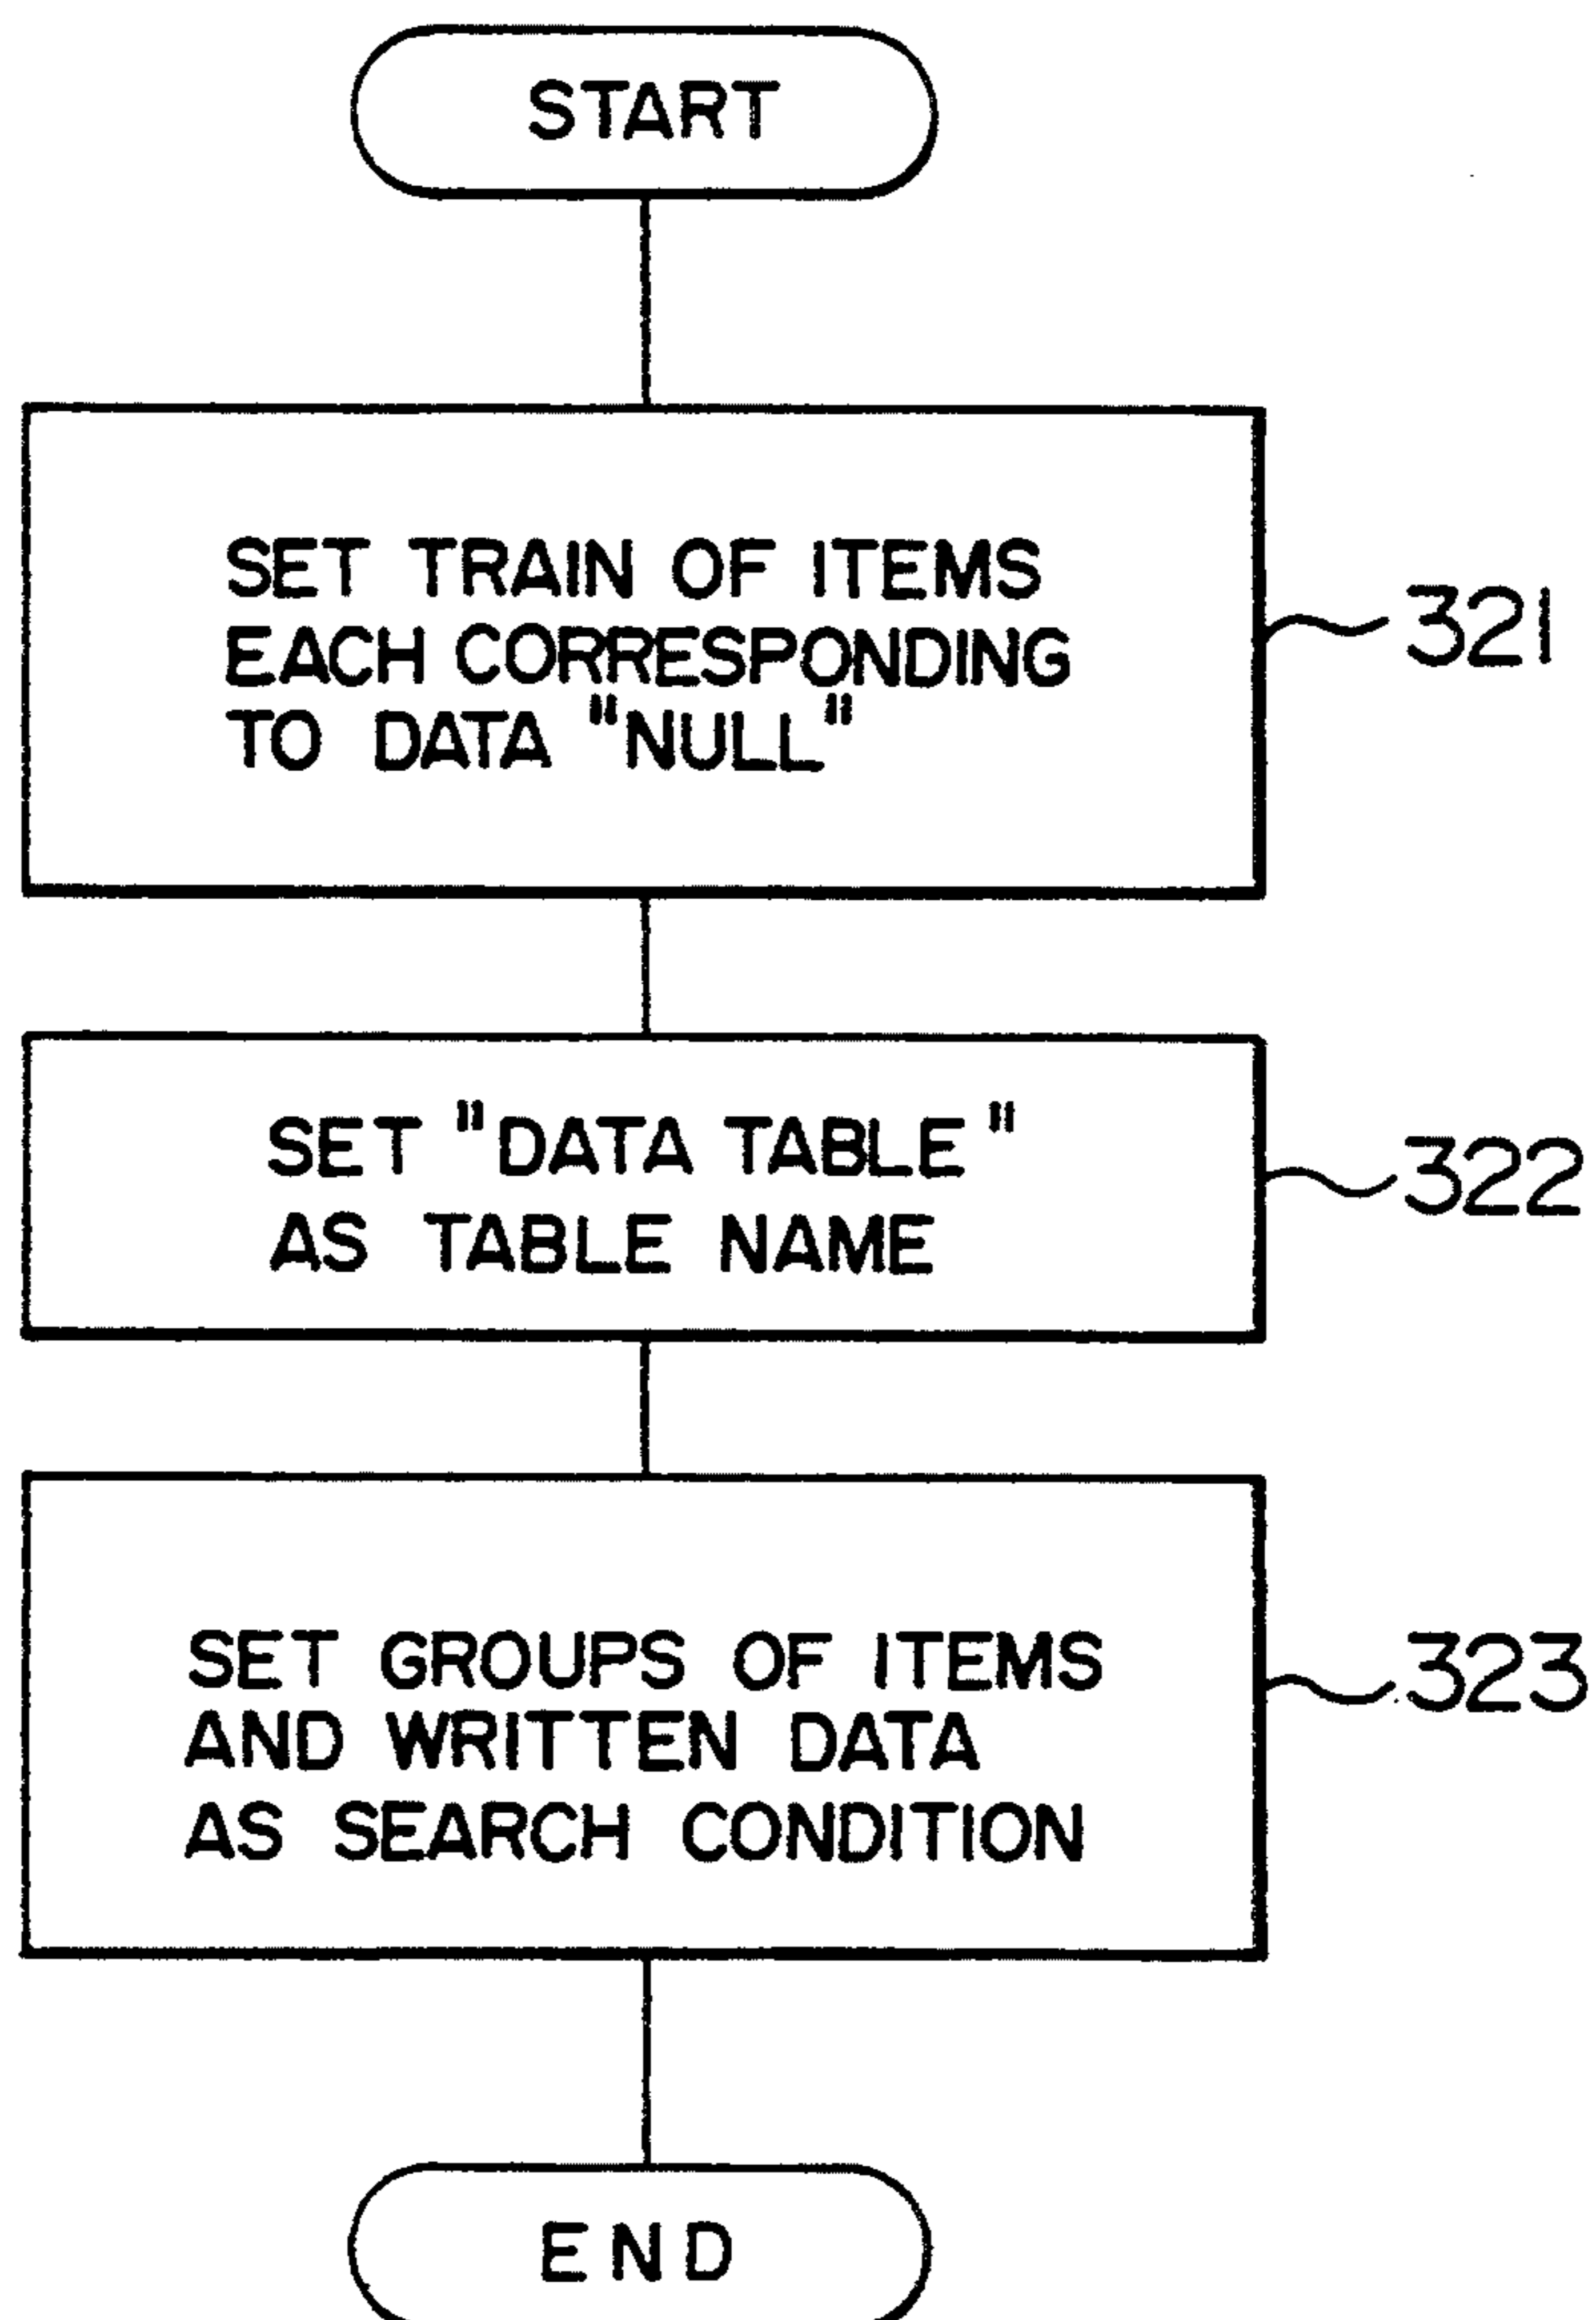 START
SET TRAIN OF ITEMS
EACH CORRESPONDING
TO DATA "NULL"
321
SET "DATA TABLE"
AS TABLE NAME
322
SET GROUPS OF ITEMS
AND WRITTEN DATA
AS SEARCH CONDITION
323
END